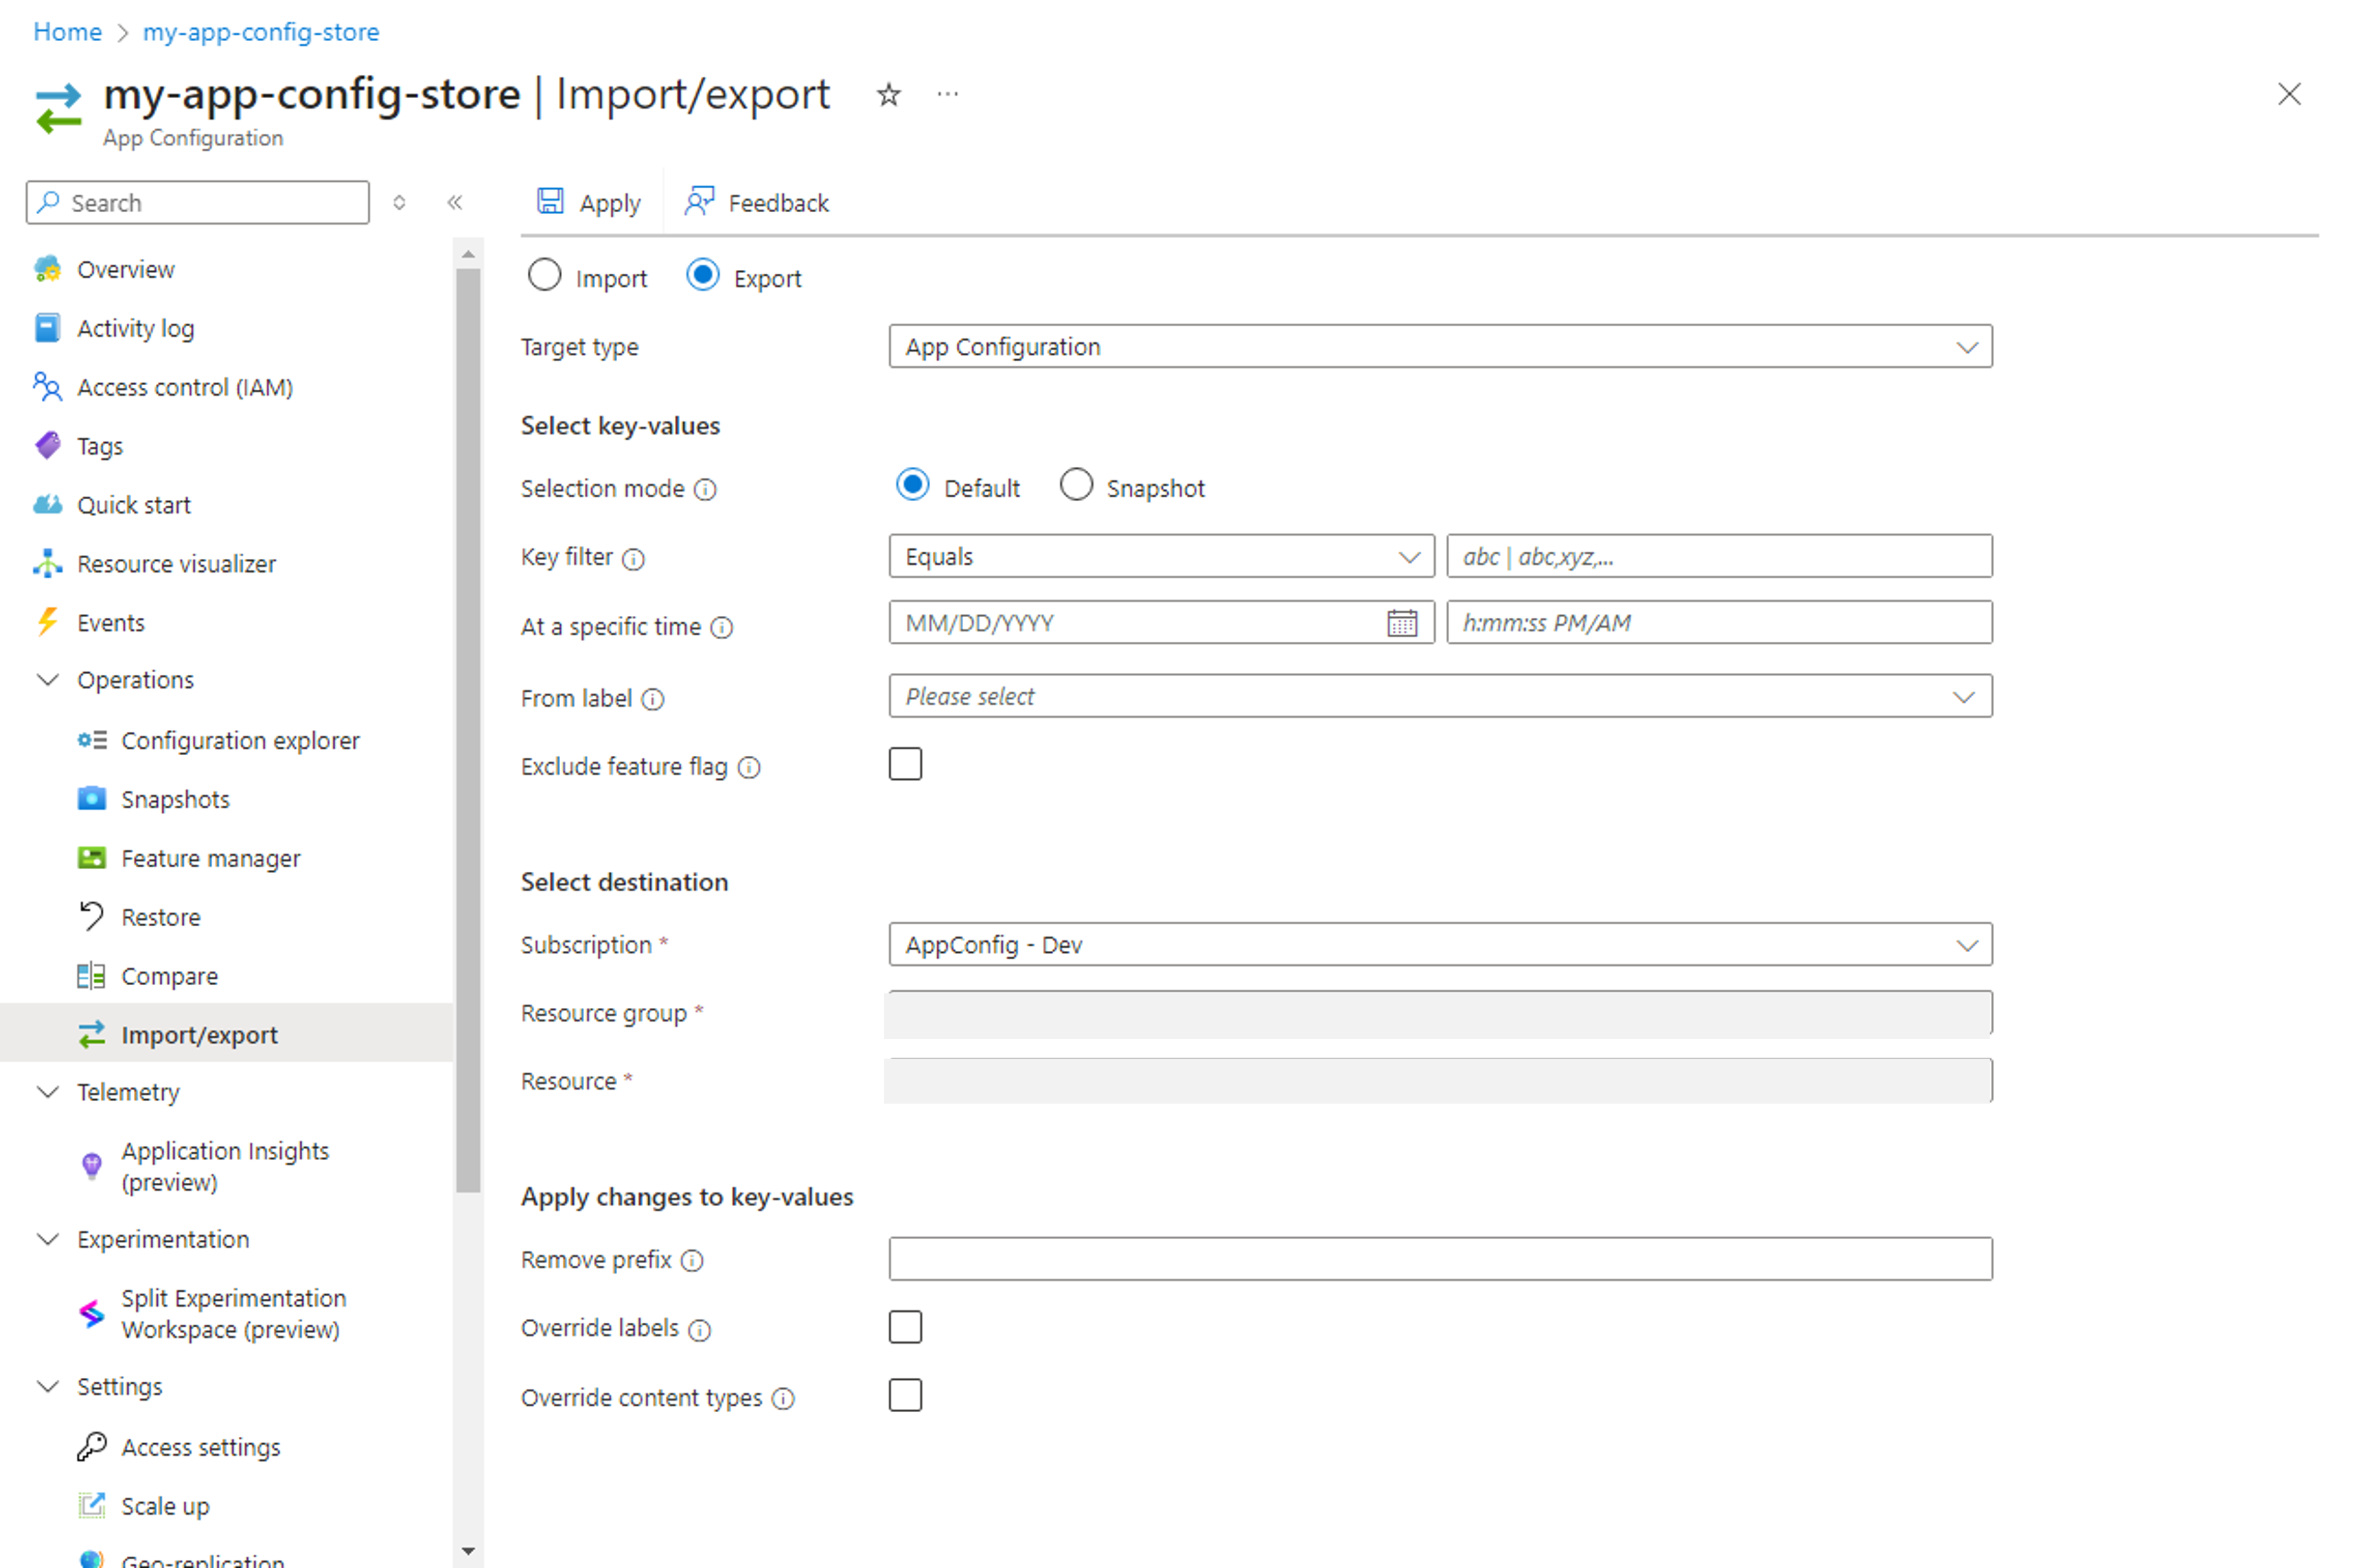 Home > my-app-config-store
my-app-config-store | Import/export ☆ ...
App Configuration
Search
Overview
Activity log
Access control (IAM)
Tags
Quick start
Resource visualizer
Events
Operations
Configuration explorer
Snapshots
Feature manager
Restore
Compare
Import/export
Telemetry
Application Insights
(preview)
Experimentation
Split Experimentation
Workspace (preview)
Settings
Access settings
Scale up
Geo-replication
Apply Feedback
Import Export
Target type App Configuration
Select key-values
Selection mode Default Snapshot
Key filter Equals abc | abc,xyz,...
At a specific time MM/DD/YYYY h:mm:ss PM/AM
From label Please select
Exclude feature flag
Select destination
Subscription * AppConfig - Dev
Resource group *
Resource *
Apply changes to key-values
Remove prefix
Override labels
Override content types